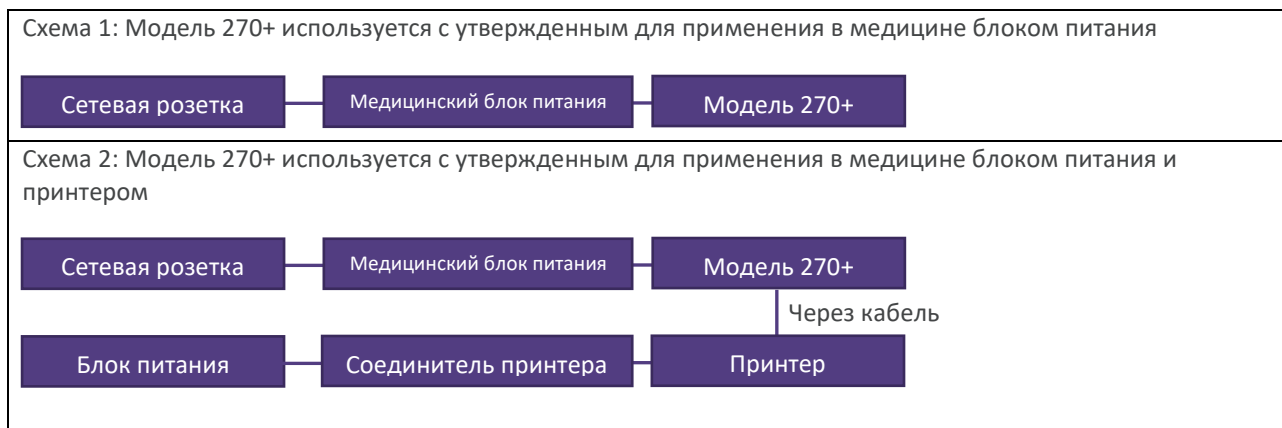 Схема 1: Модель 270+ используется с утвержденным для применения в медицине блоком питания
Сетевая розетка Медицинский блок питания Модель 270+
Схема 2: Модель 270+ используется с утвержденным для применения в медицине блоком питания и
принтером
Сетевая розетка Медицинский блок питания Модель 270+
Через кабель
Блок питания Соединитель принтера Принтер